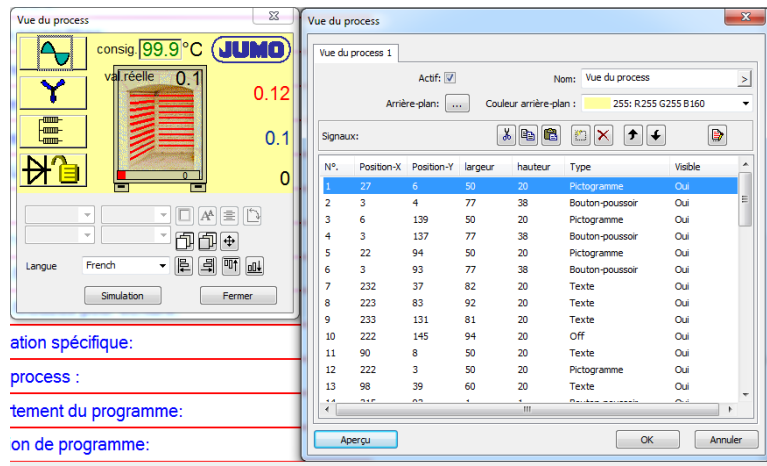 Vue du process
consig. 99.9 °C JUMO
val.réelle 0.1
0.12
0.1
0
0
Langue French
Simulation Fermer
ation spécifique:
process :
tement du programme:
on de programme:
Vue du process
Vue du process 1
Actif: Nom: Vue du process >
Arrière-plan: ... Couleur arrière-plan : 255: R255 G255 B160
Signaux:
N°. Position-X Position-Y largeur hauteur Type Visible
1 27 6 50 20 Pictogramme Oui
2 3 4 77 38 Bouton-poussoir Oui
3 6 139 50 20 Pictogramme Oui
4 3 137 77 38 Bouton-poussoir Oui
5 22 94 50 20 Pictogramme Oui
6 3 93 77 38 Bouton-poussoir Oui
7 232 37 82 20 Texte Oui
8 223 83 92 20 Texte Oui
9 233 131 81 20 Texte Oui
10 222 145 94 20 Off Oui
11 90 8 50 20 Texte Oui
12 222 3 50 20 Pictogramme Oui
13 98 39 60 20 Texte Oui
Aperçu OK Annuler